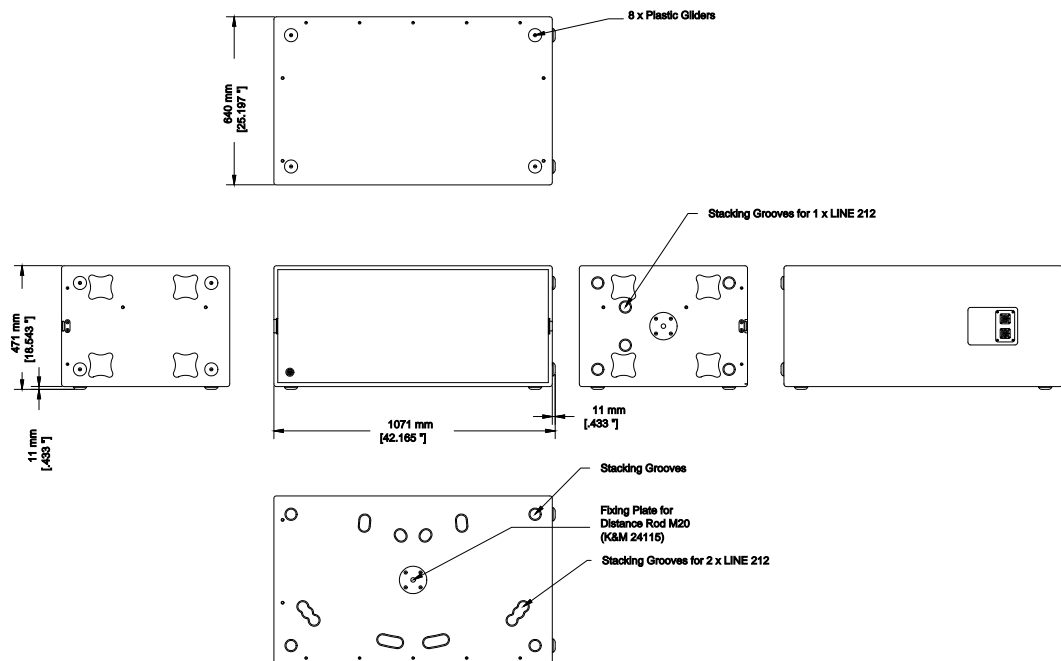 8 x Plastic Gliders
640 mm
[25.197 "]
Stacking Grooves for 1 x LINE 212
471 mm
[18.543 "]
11 mm
[.433 "]
1071 mm
[42.165 "]
11 mm
[.433 "]
Stacking Grooves
Fixing Plate for
Distance Rod M20
(K&M 24115)
Stacking Grooves for 2 x LINE 212